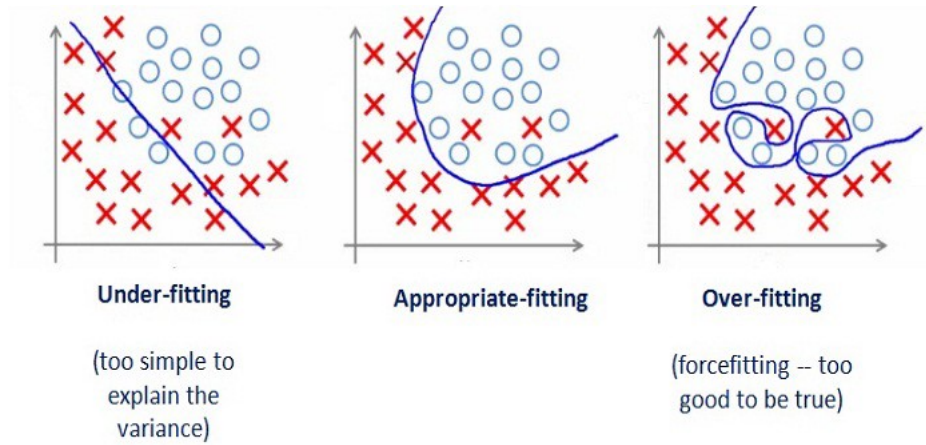 Under-fitting
Appropriate-fitting
Over-fitting
(too simple to
explain the
variance)
(forcefitting -- too
good to be true)